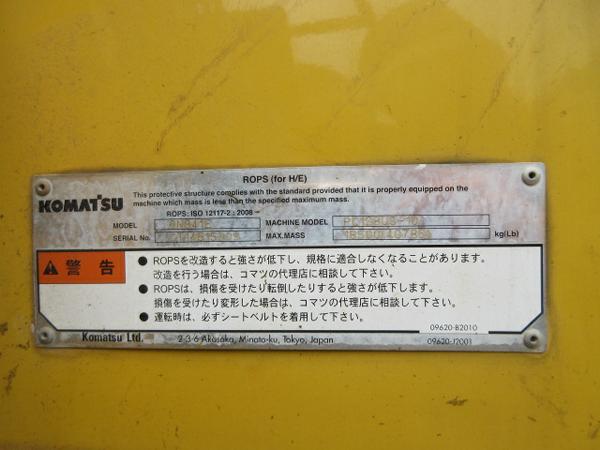 ROPS (for H/E)
KOMATSU
This protective structure complies with the standard provided that it is properly equipped on the
machine which mass is less than the specified maximum mass.
ROPS: ISO 12117-2 : 2008
MODEL MACHINE MODEL
SERIAL No. MAX.MASS kg(Lb)
警告
● ROPSを改造すると強さが低下し、規格に適合しなくなることがあります。
改造を行う場合は、コマツの代理店に相談して下さい。
● ROPSは、損傷を受けたり転倒したりすると強さが低下します。
損傷を受けたり変形した場合は、コマツの代理店に相談して下さい。
● 運転時は、必ずシートベルトを着用して下さい。
09620-B2010
Komatsu Ltd. 2-3-6 Akasaka, Minato-ku, Tokyo, Japan
09620-J2001